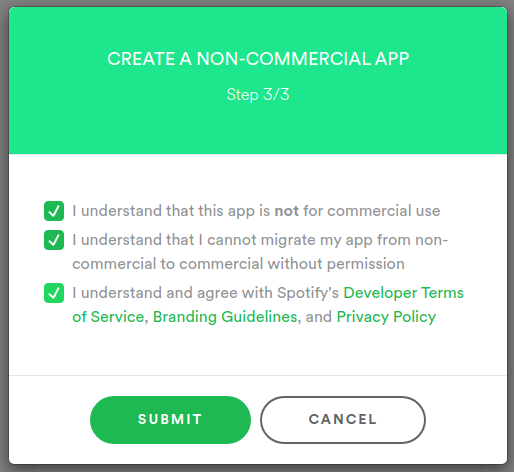 CREATE A NON-COMMERCIAL APP
Step 3/3
I understand that this app is not for commercial use
I understand that I cannot migrate my app from non-
commercial to commercial without permission
I understand and agree with Spotify's Developer Terms
of Service, Branding Guidelines, and Privacy Policy
SUBMIT
CANCEL